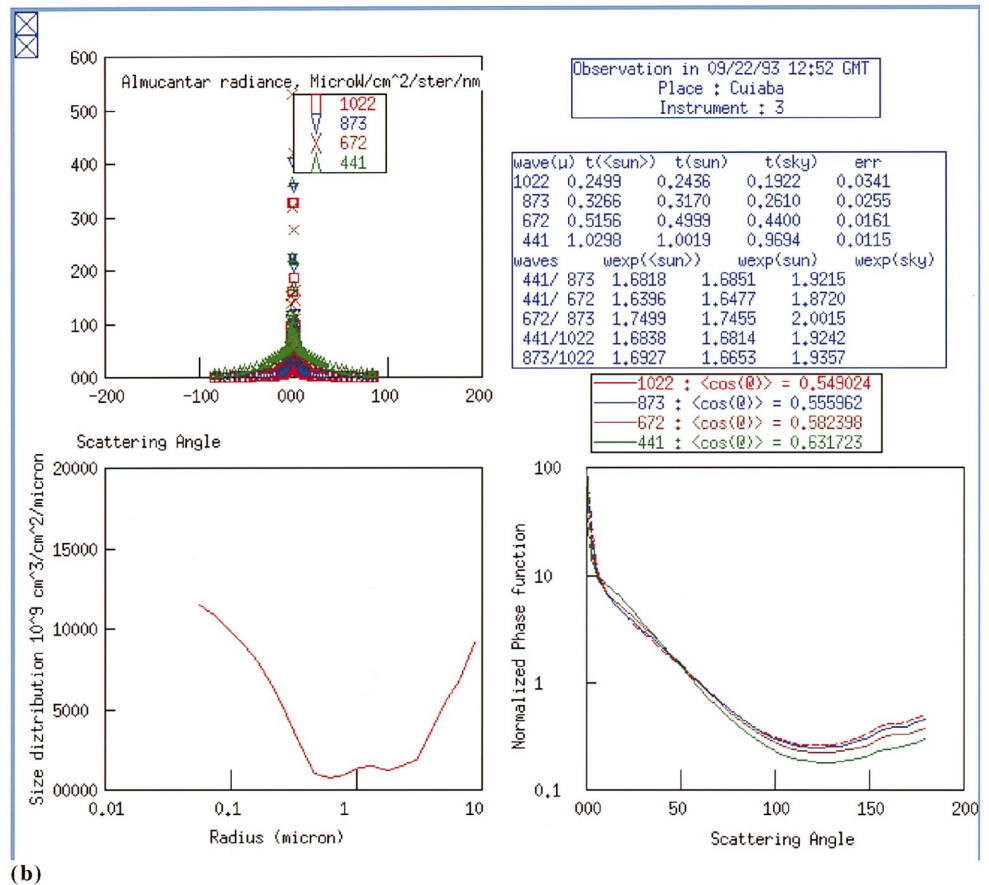 600
500
400
300
200
100
000
-200
-100
000
100
200
Almucantar radiance, MicroW/cm^2/ster/nm
1022
873
672
441
Scattering Angle
Observation in 09/22/93 12:52 GMT
Place : Cuiaba
Instrument : 3
wave(μ) t(<sun>) t(sun) t(sky) err
1022 0.2499 0.2436 0.1922 0.0341
873 0.3266 0.3170 0.2610 0.0255
672 0.5156 0.4999 0.4400 0.0161
441 1.0298 1.0019 0.9694 0.0115
waves wexp(<sun>) wexp(sun) wexp(sky)
441/ 873 1.6818 1.6851 1.9215
441/ 672 1.6396 1.6477 1.8720
672/ 873 1.7499 1.7455 2.0015
441/1022 1.6838 1.6814 1.9242
873/1022 1.6927 1.6653 1.9357
1022 : <cos(@)> = 0.549024
873 : <cos(@)> = 0.555962
672 : <cos(@)> = 0.582398
441 : <cos(@)> = 0.631723
Size diztribution 10^9 cm^3/cm^2/micron
20000
15000
10000
5000
00000
0.01
0.1
1
10
Radius (micron)
Normalized Phase function
100
10
1
0.1
000
50
100
150
200
Scattering Angle
(b)